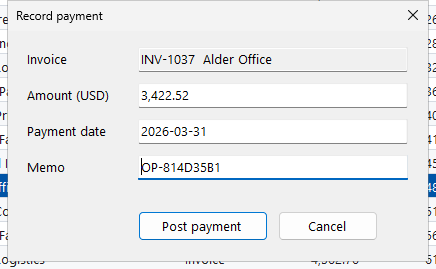 Record payment
Invoice INV-1037 Alder Office
Amount (USD) 3,422.52
Payment date 2026-03-31
Memo OP-814D35B1
Post payment Cancel